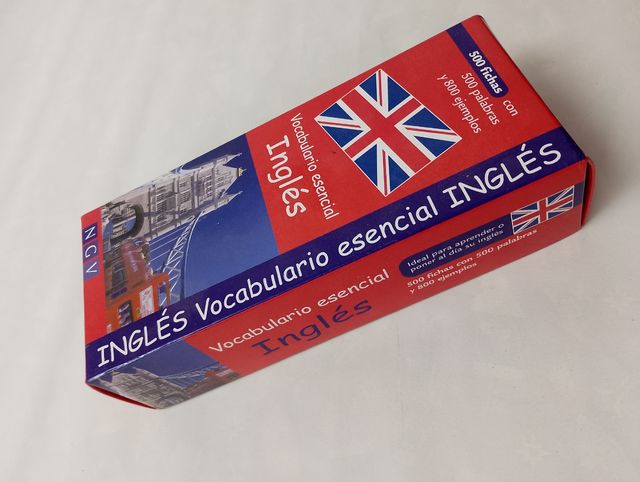 500 fichas con
500 palabras
y 800 ejemplos
Vocabulario esencial
Inglés
NGV
INGLÉS Vocabulario esencial INGLÉS
Vocabulario esencial
Inglés
Ideal para aprender o
poner al día su inglés
500 fichas con 500 palabras
y 800 ejemplos